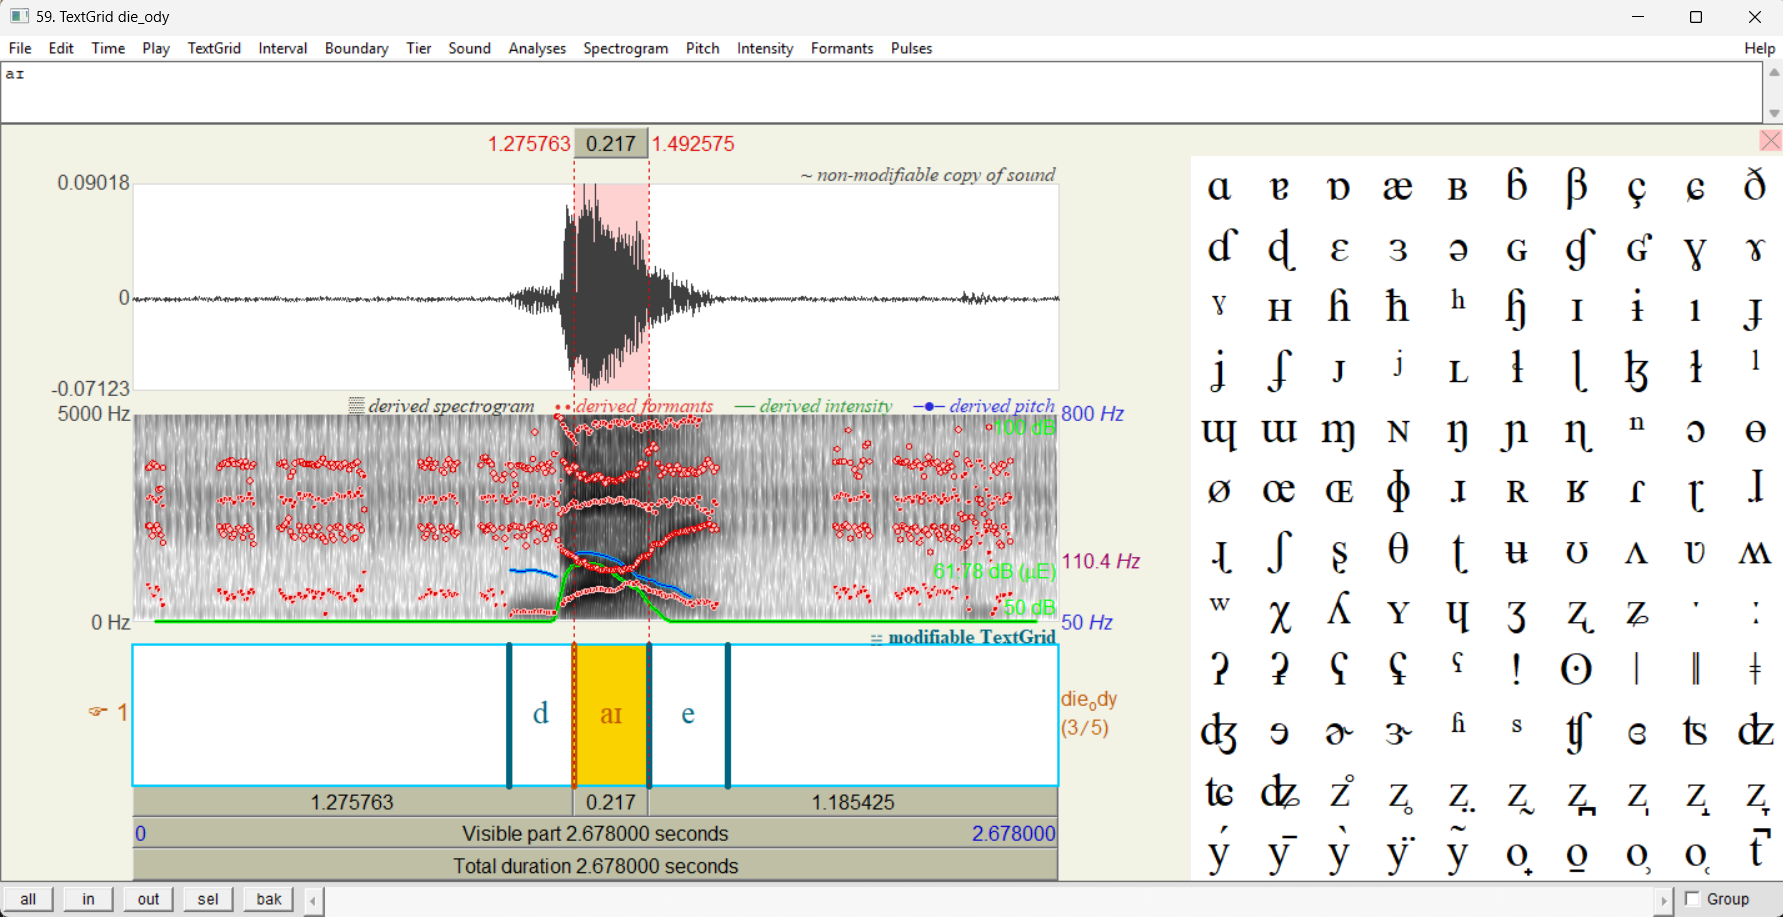 59. TextGrid die_ody
File Edit Time Play TextGrid Interval Boundary Tier Sound Analyses Spectrogram Pitch Intensity Formants Pulses Help
aɪ
1.275763 0.217 1.492575
~ non-modifiable copy of sound
0.09018
0
-0.07123
derived spectrogram derived formants derived intensity derived pitch
5000 Hz 800 Hz
100 dB
110.4 Hz
61.78 dB (µE)
50 dB
0 Hz 50 Hz
modifiable TextGrid
☞ 1 d aɪ e
die_ody
(3/5)
1.275763 0.217 1.185425
0 Visible part 2.678000 seconds 2.678000
Total duration 2.678000 seconds
ɑ ɐ ɒ æ ʙ ɓ β ç ɕ ð
ɗ ɖ ɛ ɜ ə ɢ ɠ ʛ ɣ ɤ
ˠ ʜ ɦ ħ ʰ ɧ ɪ ɨ ı ɟ
ʝ ʄ ᴊ ʲ ʟ ɬ ɭ ɮ ɫ ˡ
ɰ ɯ ɱ ɴ ŋ ɲ ɳ ⁿ ɔ ɵ
ø œ ɶ ɸ ɹ ʀ ʁ ɾ ɽ ɺ
ɻ ʃ ʂ θ ʈ ʉ ʊ ʌ ʋ ʍ
ʷ χ ʎ ʏ ɥ ʒ ʐ ʑ ˑ ː
ʔ ʡ ʕ ʢ ˤ ǃ ʘ ǀ ǁ ǂ
ʤ ɘ ɚ ɝ ʱ ˢ ʧ ɞ ʦ ʣ
ʨ ʥ z̊ z̥ z̤ z̰ z̪ z̩ z̺ z̞
ý ȳ ỳ ÿ ỹ o̟ o̠ o̹ o̜ t̚
all in out sel bak Group